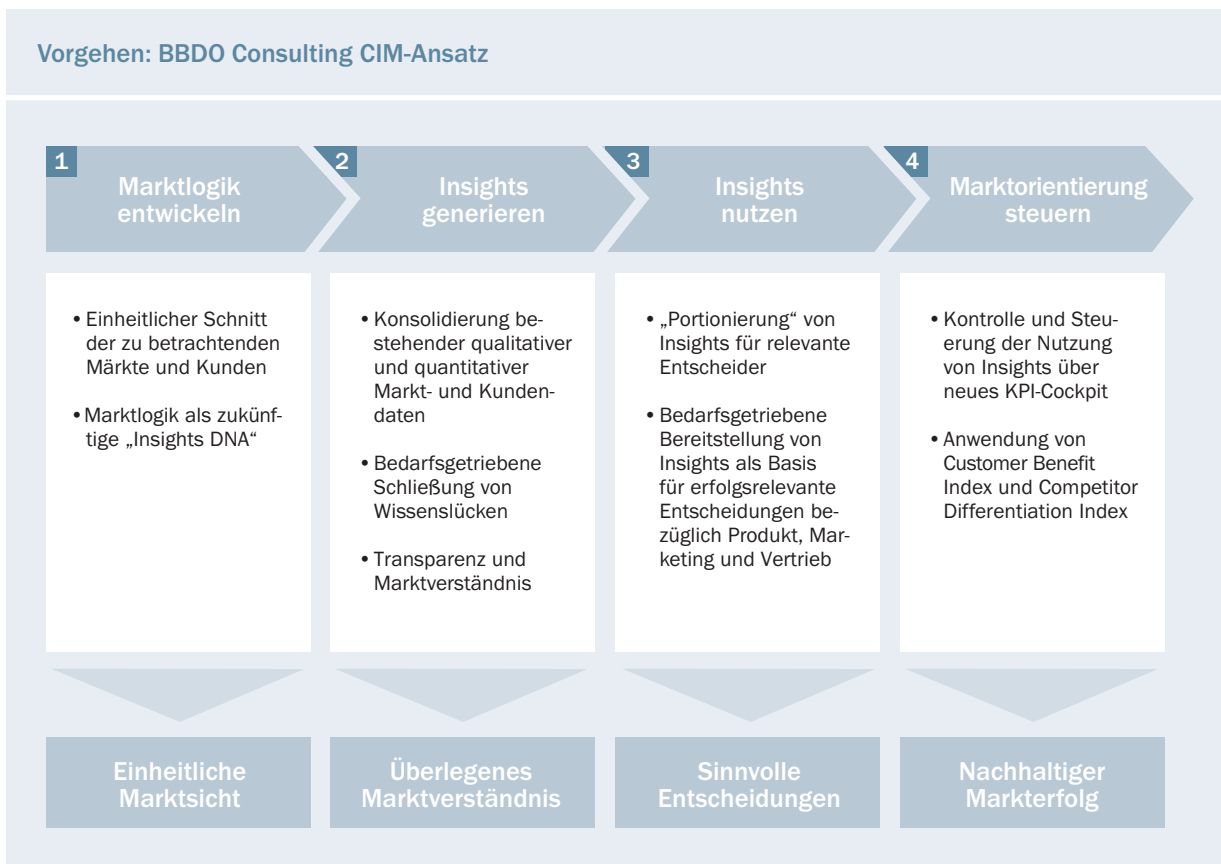 Vorgehen: BBDO Consulting CIM-Ansatz
1
Marktlogik
entwickeln
• Einheitlicher Schnitt
der zu betrachtenden
Märkte und Kunden
• Marktlogik als zukünf-
tige „Insights DNA“
Einheitliche
Marktsicht
2
Insights
generieren
• Konsolidierung be-
stehender qualitativer
und quantitativer
Markt- und Kunden-
daten
• Bedarfsgetriebene
Schließung von
Wissenslücken
• Transparenz und
Marktverständnis
Überlegenes
Marktverständnis
3
Insights
nutzen
• „Portionierung“ von
Insights für relevante
Entscheider
• Bedarfsgetriebene
Bereitstellung von
Insights als Basis
für erfolgsrelevante
Entscheidungen be-
züglich Produkt, Mar-
keting und Vertrieb
Sinnvolle
Entscheidungen
4
Marktorientierung
steuern
• Kontrolle und Steu-
erung der Nutzung
von Insights über
neues KPI-Cockpit
• Anwendung von
Customer Benefit
Index und Competitor
Differentiation Index
Nachhaltiger
Markterfolg